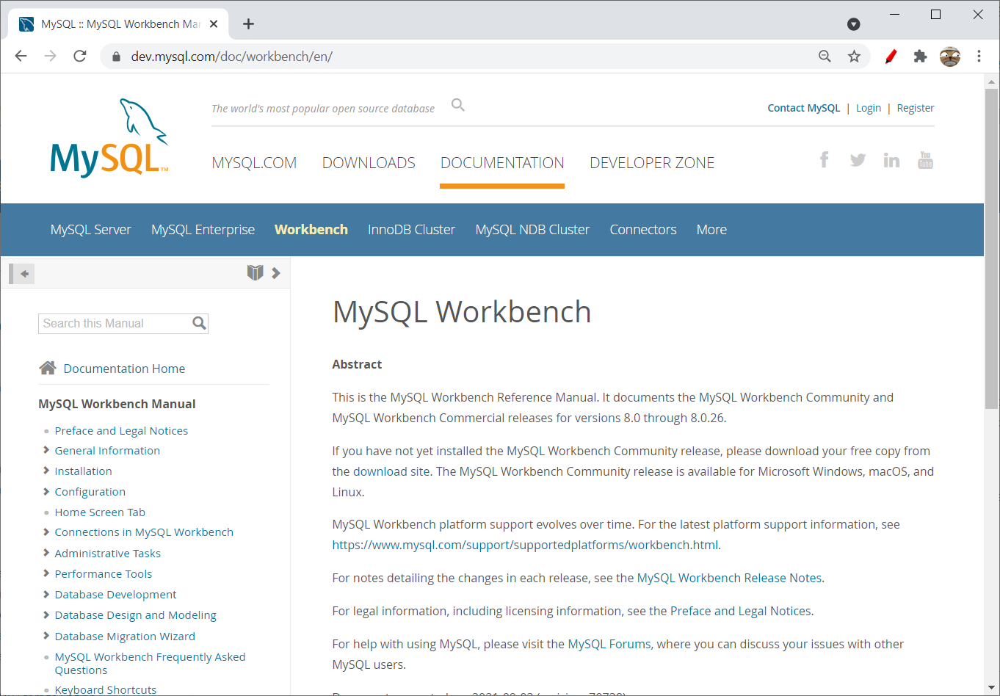 MySQL :: MySQL Workbench Mar
dev.mysql.com/doc/workbench/en/
The world's most popular open source database
Contact MySQL | Login | Register
MySQL™
MYSQL.COM DOWNLOADS DOCUMENTATION DEVELOPER ZONE
You Tube
MySQL Server MySQL Enterprise Workbench InnoDB Cluster MySQL NDB Cluster Connectors More
Search this Manual
Documentation Home
MySQL Workbench Manual
Preface and Legal Notices
General Information
Installation
Configuration
Home Screen Tab
Connections in MySQL Workbench
Administrative Tasks
Performance Tools
Database Development
Database Design and Modeling
Database Migration Wizard
MySQL Workbench Frequently Asked
Questions
Keyboard Shortcuts
MySQL Workbench
Abstract
This is the MySQL Workbench Reference Manual. It documents the MySQL Workbench Community and
MySQL Workbench Commercial releases for versions 8.0 through 8.0.26.
If you have not yet installed the MySQL Workbench Community release, please download your free copy from
the download site. The MySQL Workbench Community release is available for Microsoft Windows, macOS, and
Linux.
MySQL Workbench platform support evolves over time. For the latest platform support information, see
https://www.mysql.com/support/supportedplatforms/workbench.html.
For notes detailing the changes in each release, see the MySQL Workbench Release Notes.
For legal information, including licensing information, see the Preface and Legal Notices.
For help with using MySQL, please visit the MySQL Forums, where you can discuss your issues with other
MySQL users.